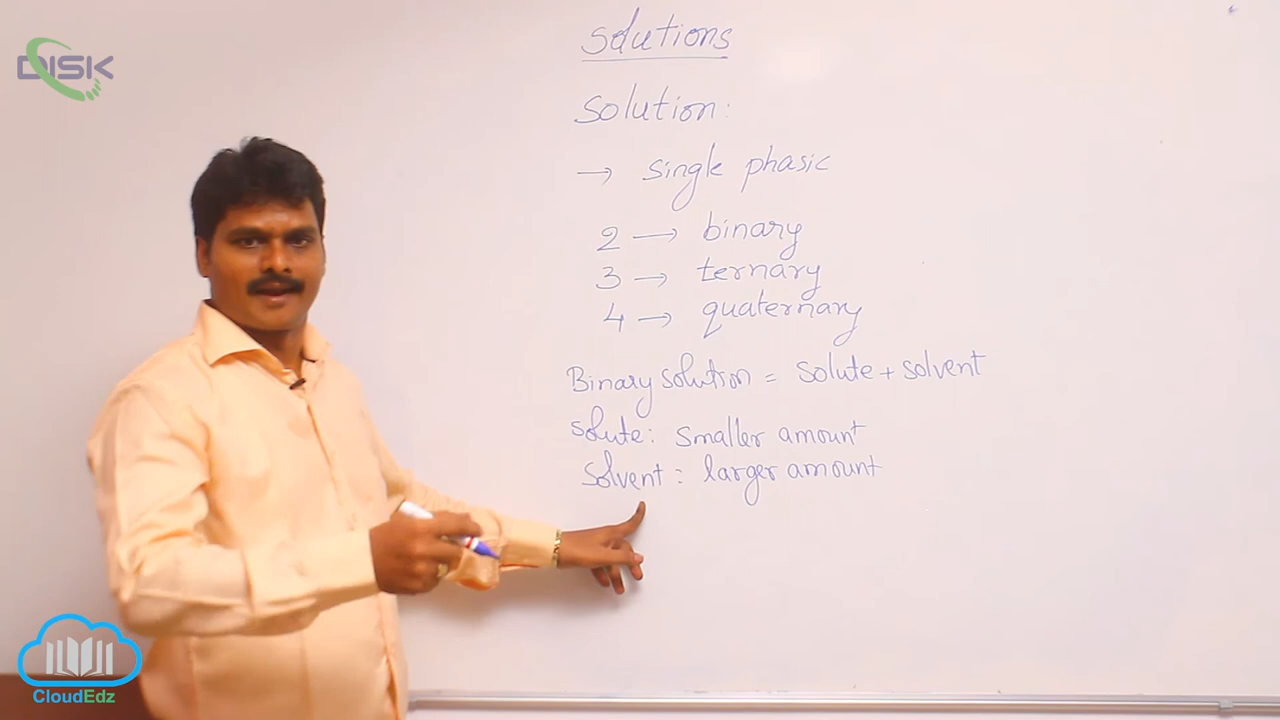 DISK
Solutions
Solution:
→ single phasic
2 → binary
3 → ternary
4 → quaternary
Binary solution = solute + solvent
Solute: smaller amount
Solvent: larger amount
CloudEdz